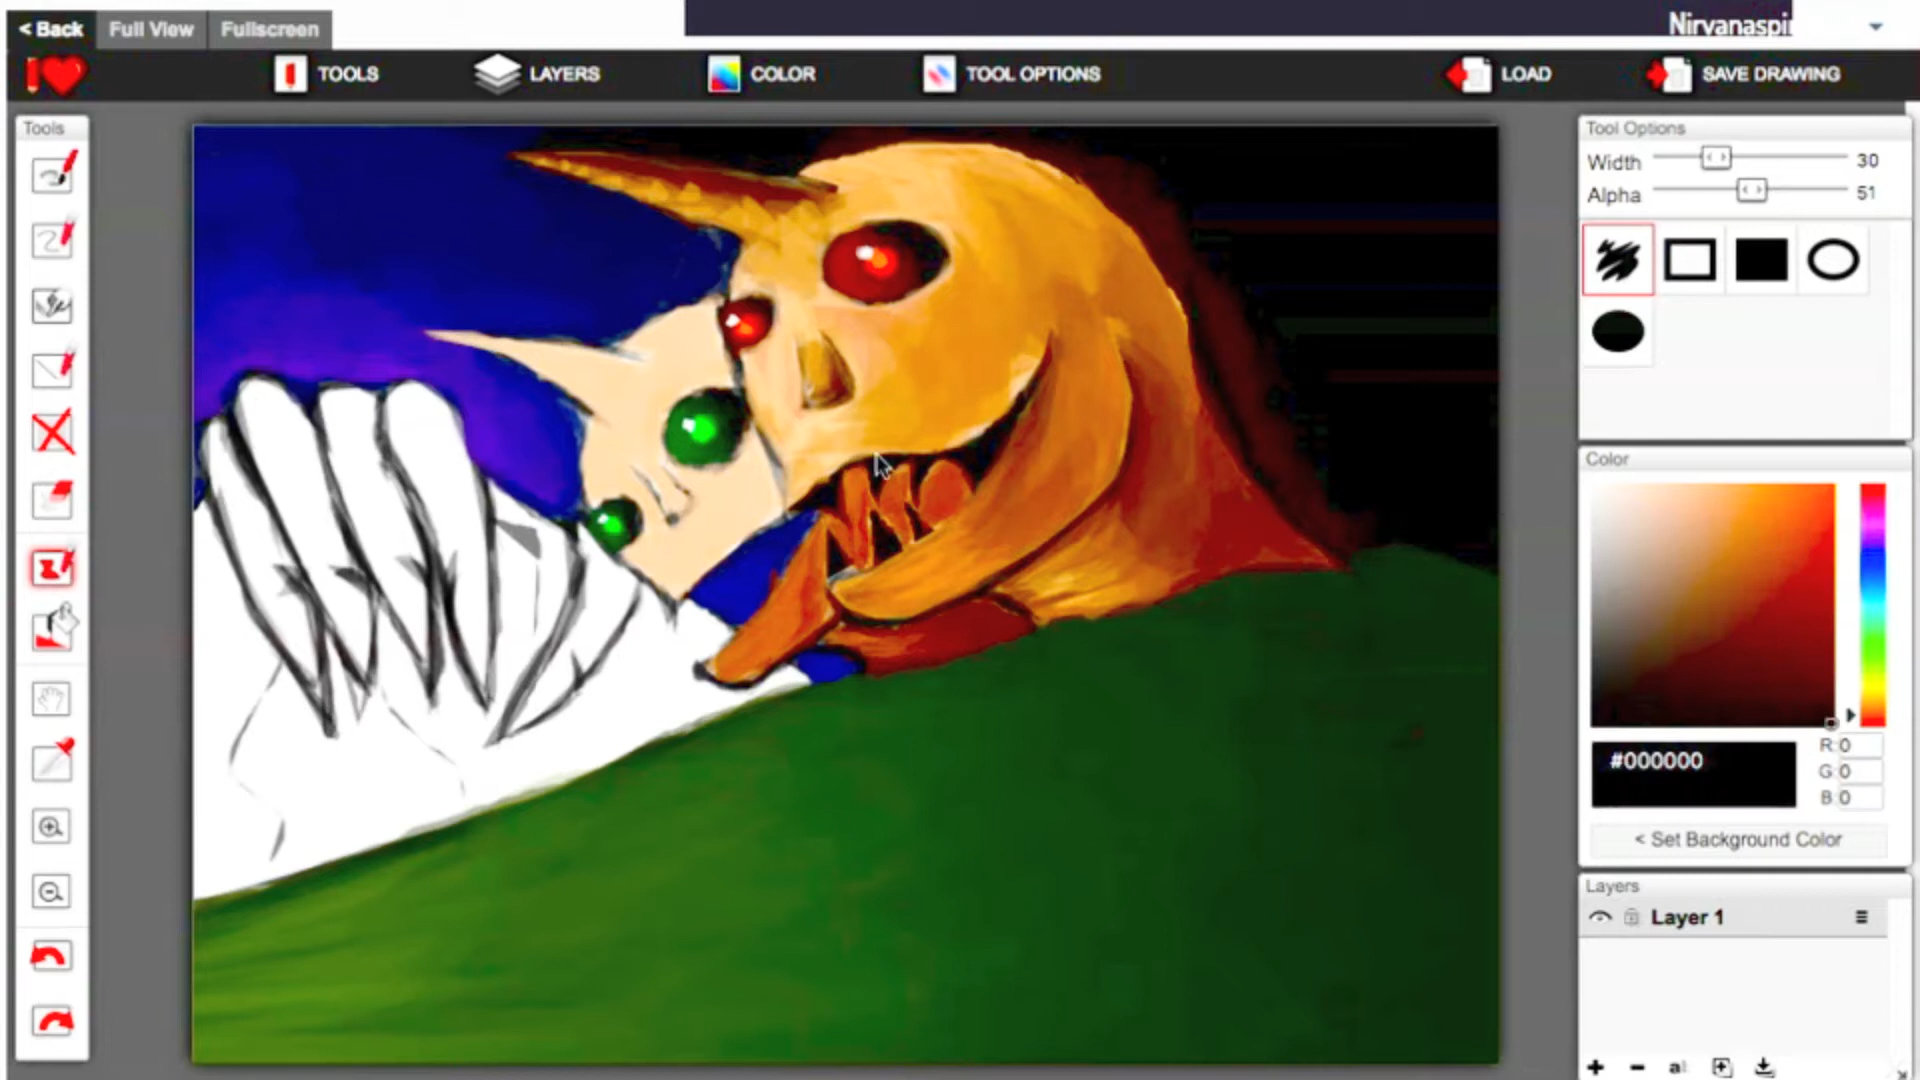 < Back Full View Fullscreen
Nirvanaspi
TOOLS LAYERS COLOR TOOL OPTIONS LOAD SAVE DRAWING
Tools
Tool Options
Width 30
Alpha 51
Color
#000000
R: 0
G: 0
B: 0
< Set Background Color
Layers
Layer 1